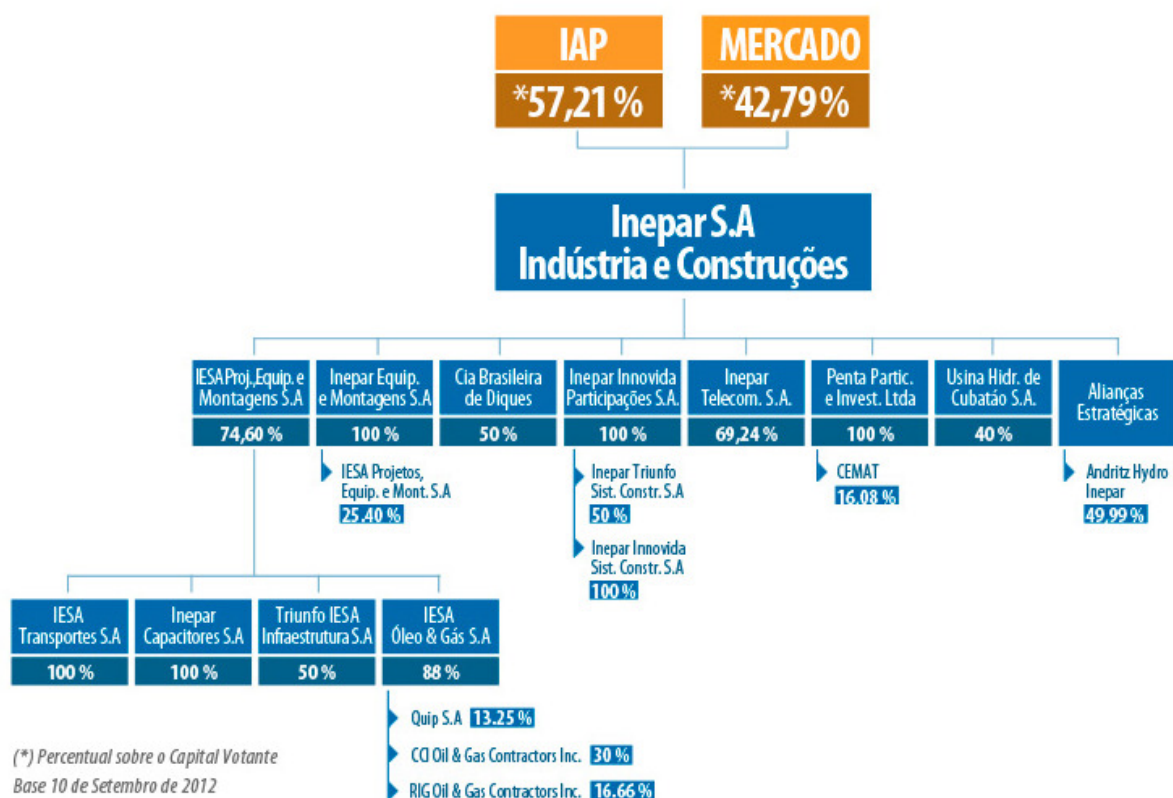 IAP
*57,21%
MERCADO
*42,79%
Inepar S.A
Indústria e Construções
IESA Proj.,Equip. e
Montagens S.A
74,60 %
Inepar Equip.
e Montagens S.A
100 %
Cia Brasileira
de Diques
50 %
Inepar Innovida
Participações S.A.
100 %
Inepar
Telecom. S.A.
69,24 %
Penta Partic.
e Invest. Ltda
100 %
Usina Hidr. de
Cubatão S.A.
40 %
Alianças
Estratégicas
IESA Projetos,
Equip. e Mont. S.A
25.40 %
Inepar Triunfo
Sist. Constr. S.A
50 %
Inepar Innovida
Sist. Constr. S.A
100 %
CEMAT
16.08 %
Andritz Hydro
Inepar
49,99 %
IESA
Transportes S.A
100 %
Inepar
Capacitores S.A
100 %
Triunfo IESA
Infraestrutura S.A
50 %
IESA
Óleo & Gás S.A
88 %
Quip S.A 13.25 %
CCI Oil & Gas Contractors Inc. 30 %
RIG Oil & Gas Contractors Inc. 16.66 %
(*) Percentual sobre o Capital Votante
Base 10 de Setembro de 2012